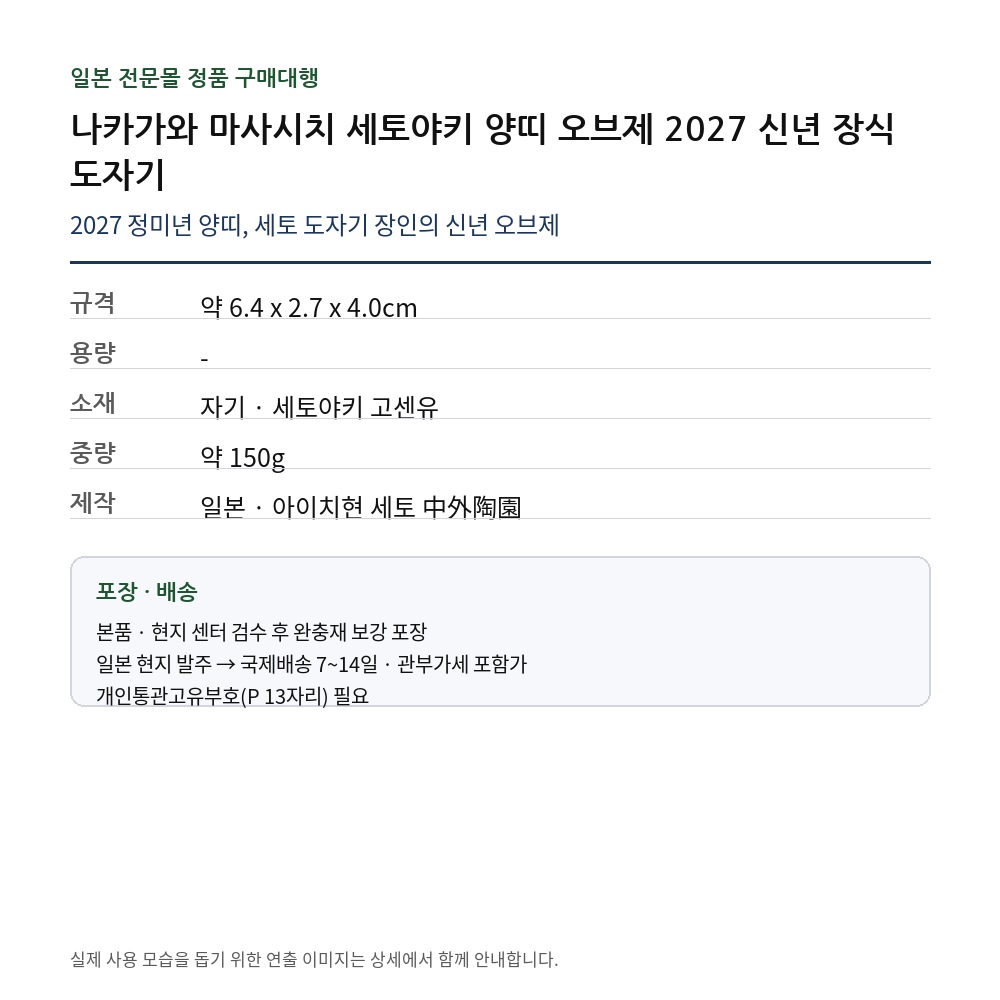 일본 전문몰 정품 구매대행
나카가와 마사시치 세토야키 양띠 오브제 2027 신년 장식
도자기
2027 정미년 양띠, 세토 도자기 장인의 신년 오브제
규격 약 6.4 x 2.7 x 4.0cm
용량 -
소재 자기 · 세토야키 고센유
중량 약 150g
제작 일본 · 아이치현 세토 中外陶園
포장 · 배송
본품 · 현지 센터 검수 후 완충재 보강 포장
일본 현지 발주 → 국제배송 7~14일 · 관부가세 포함가
개인통관고유부호(P 13자리) 필요
실제 사용 모습을 돕기 위한 연출 이미지는 상세에서 함께 안내합니다.